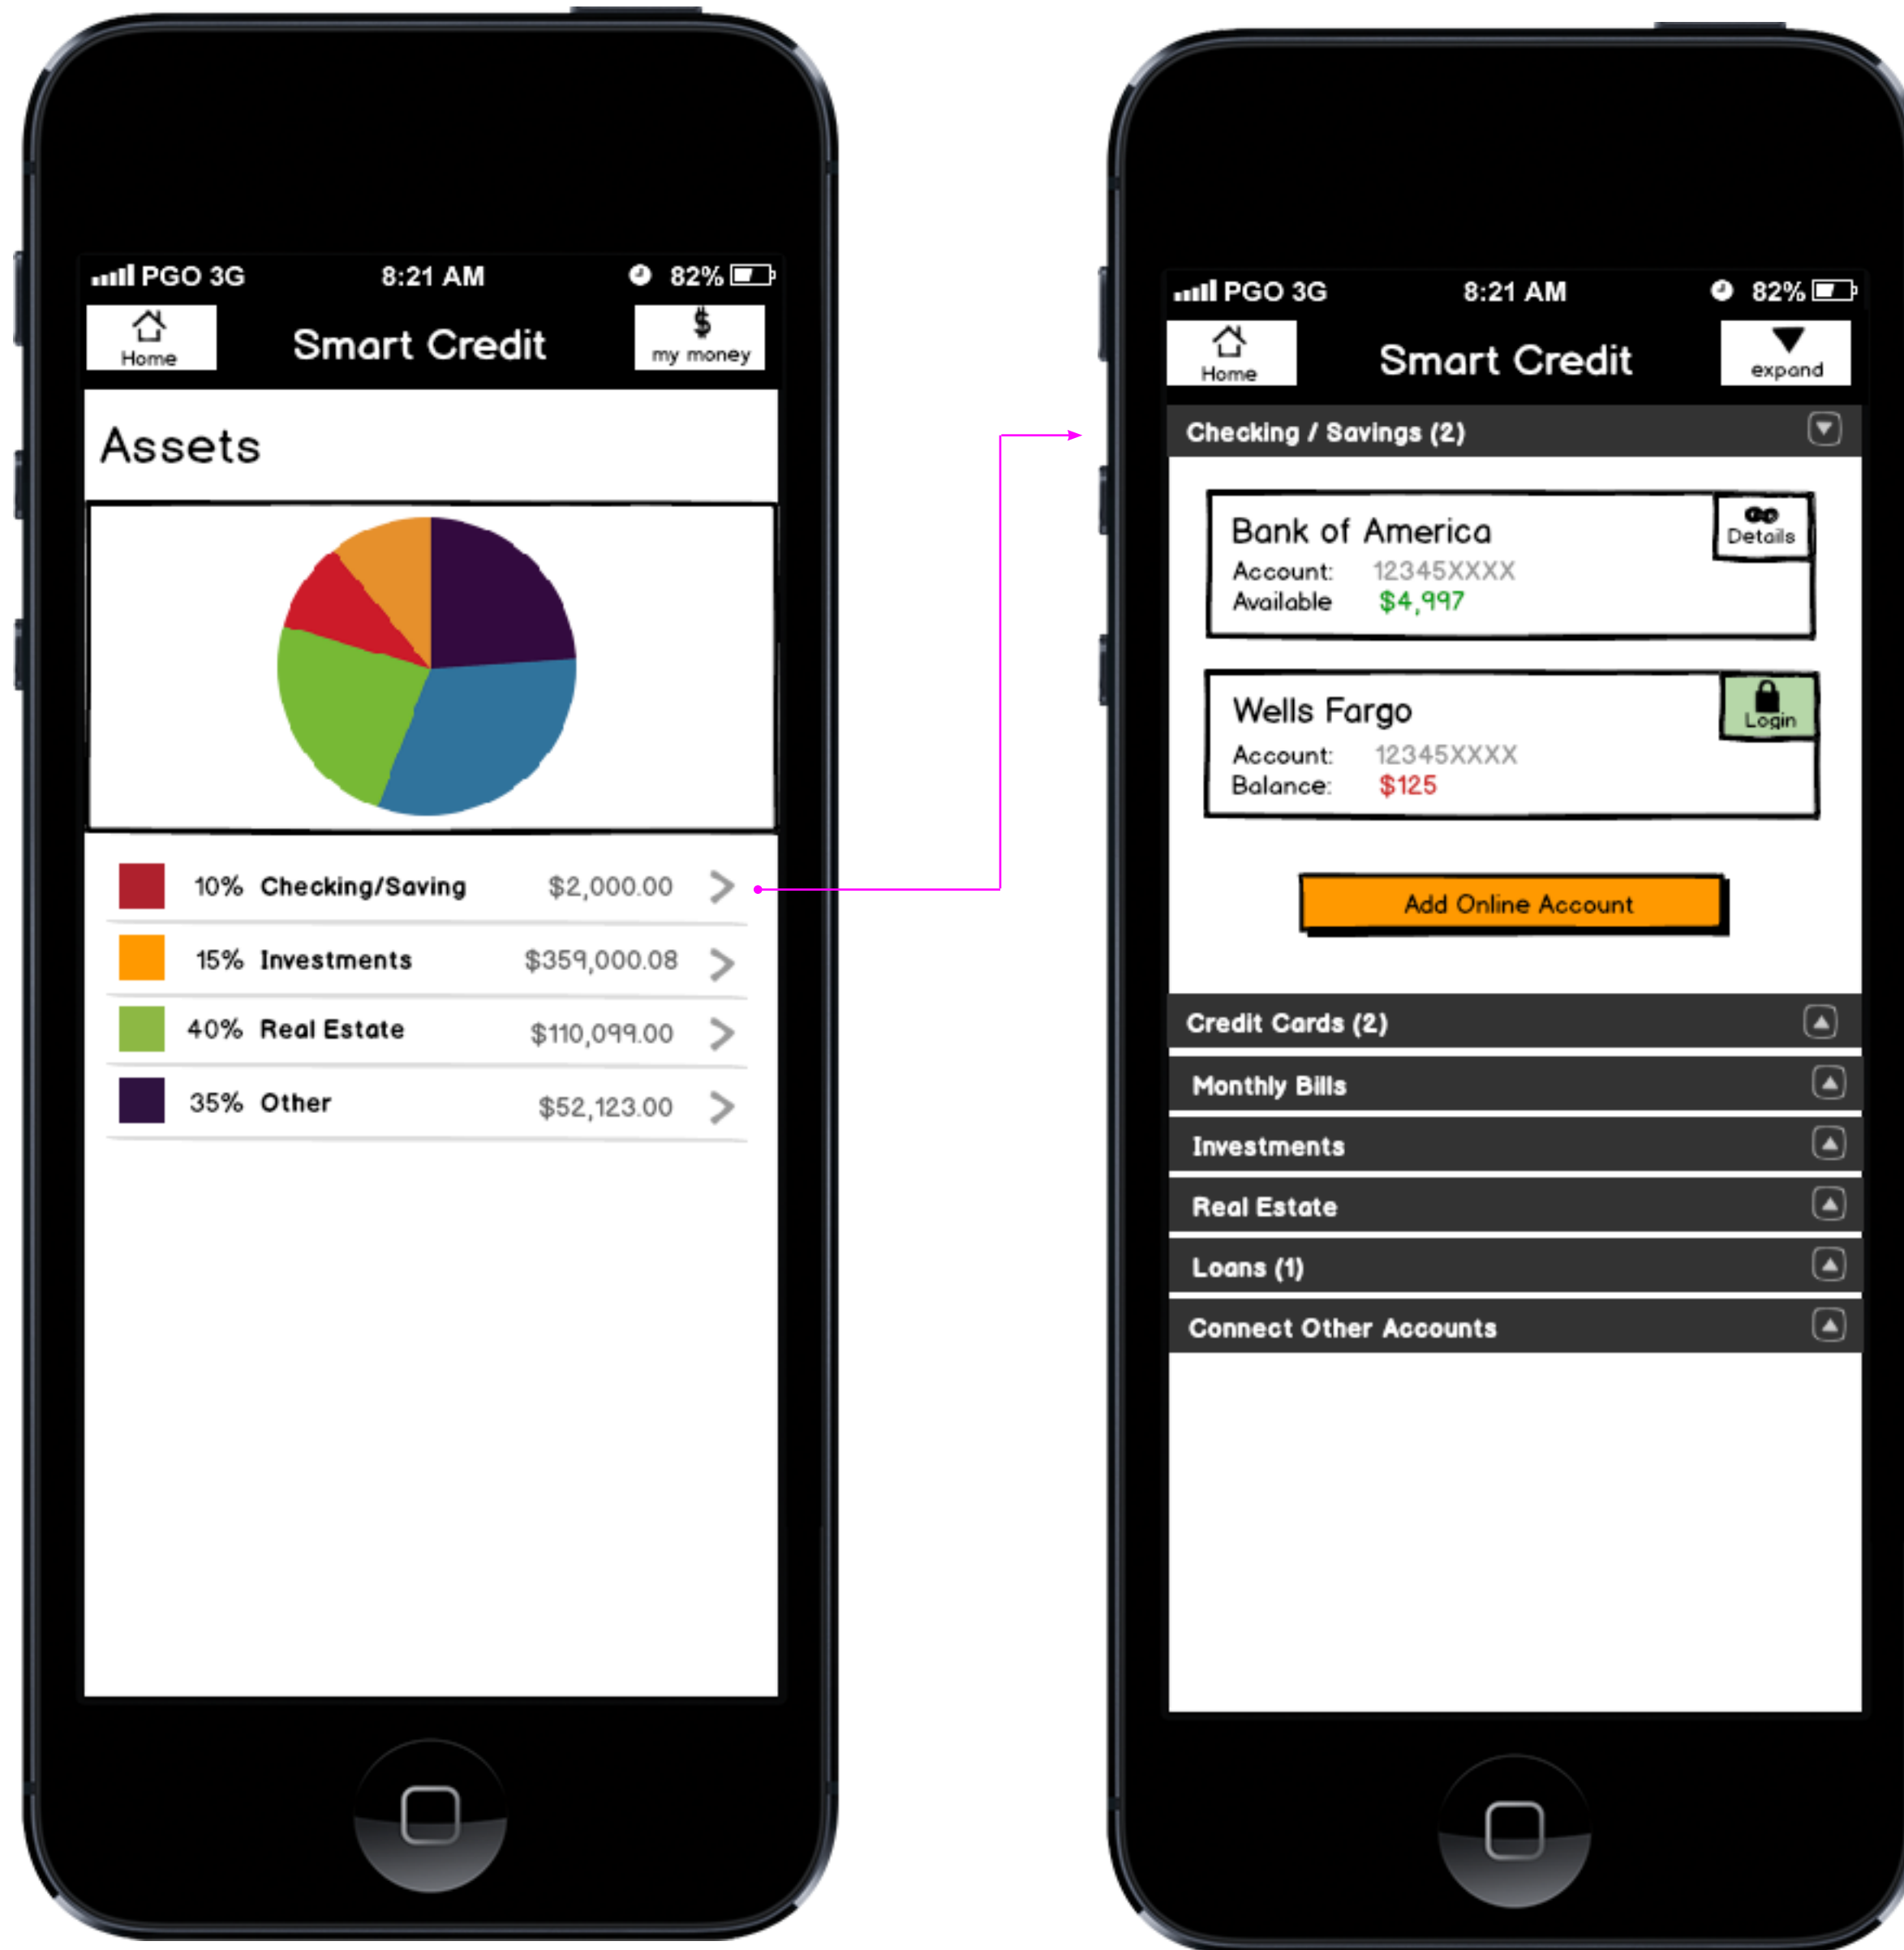 PGO 3G 8:21 AM 82%
Home Smart Credit $ my money
Assets
10% Checking/Saving $2,000.00
15% Investments $359,000.08
40% Real Estate $110,099.00
35% Other $52,123.00
PGO 3G 8:21 AM 82%
Home Smart Credit expand
Checking / Savings (2)
Bank of America Details
Account: 12345XXXX
Available $4,997
Wells Fargo Login
Account: 12345XXXX
Balance: $125
Add Online Account
Credit Cards (2)
Monthly Bills
Investments
Real Estate
Loans (1)
Connect Other Accounts